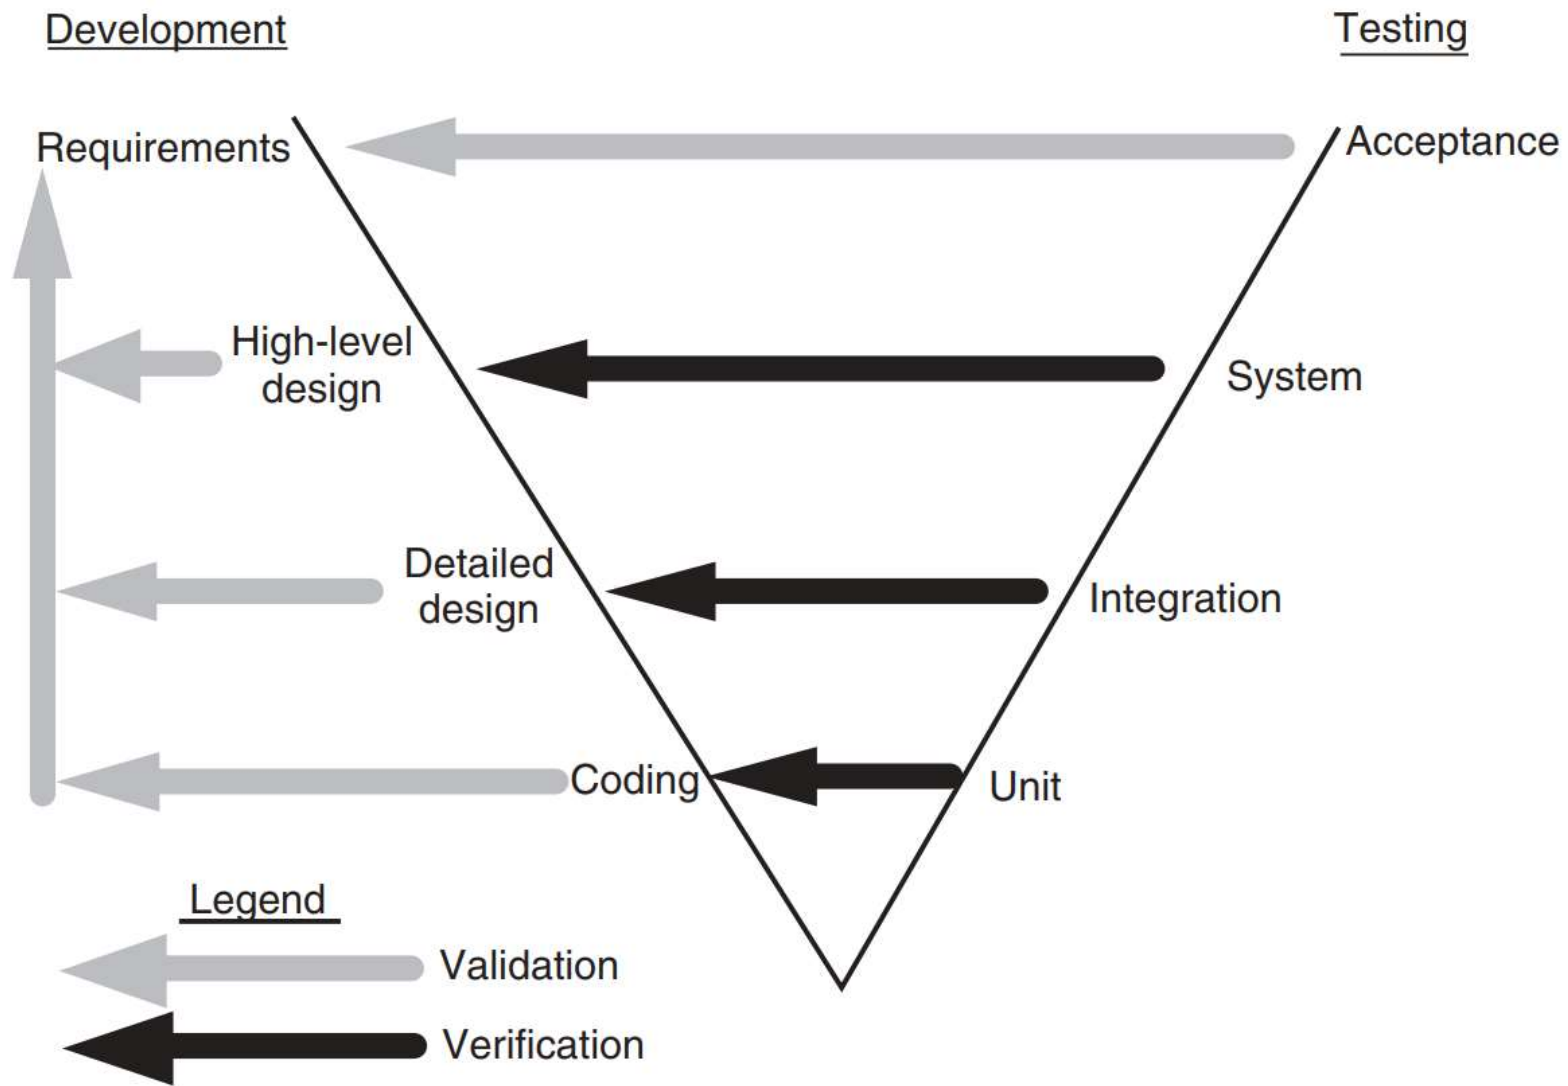 Development
Testing
Requirements
Acceptance
High-level
design
System
Detailed
design
Integration
Coding
Unit
Legend
Validation
Verification